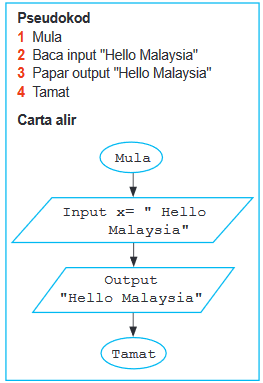 Pseudokod
1 Mula
2 Baca input "Hello Malaysia"
3 Papar output "Hello Malaysia"
4 Tamat
Carta alir
Mula
Input x= " Hello
Malaysia"
Output
"Hello Malaysia"
Tamat